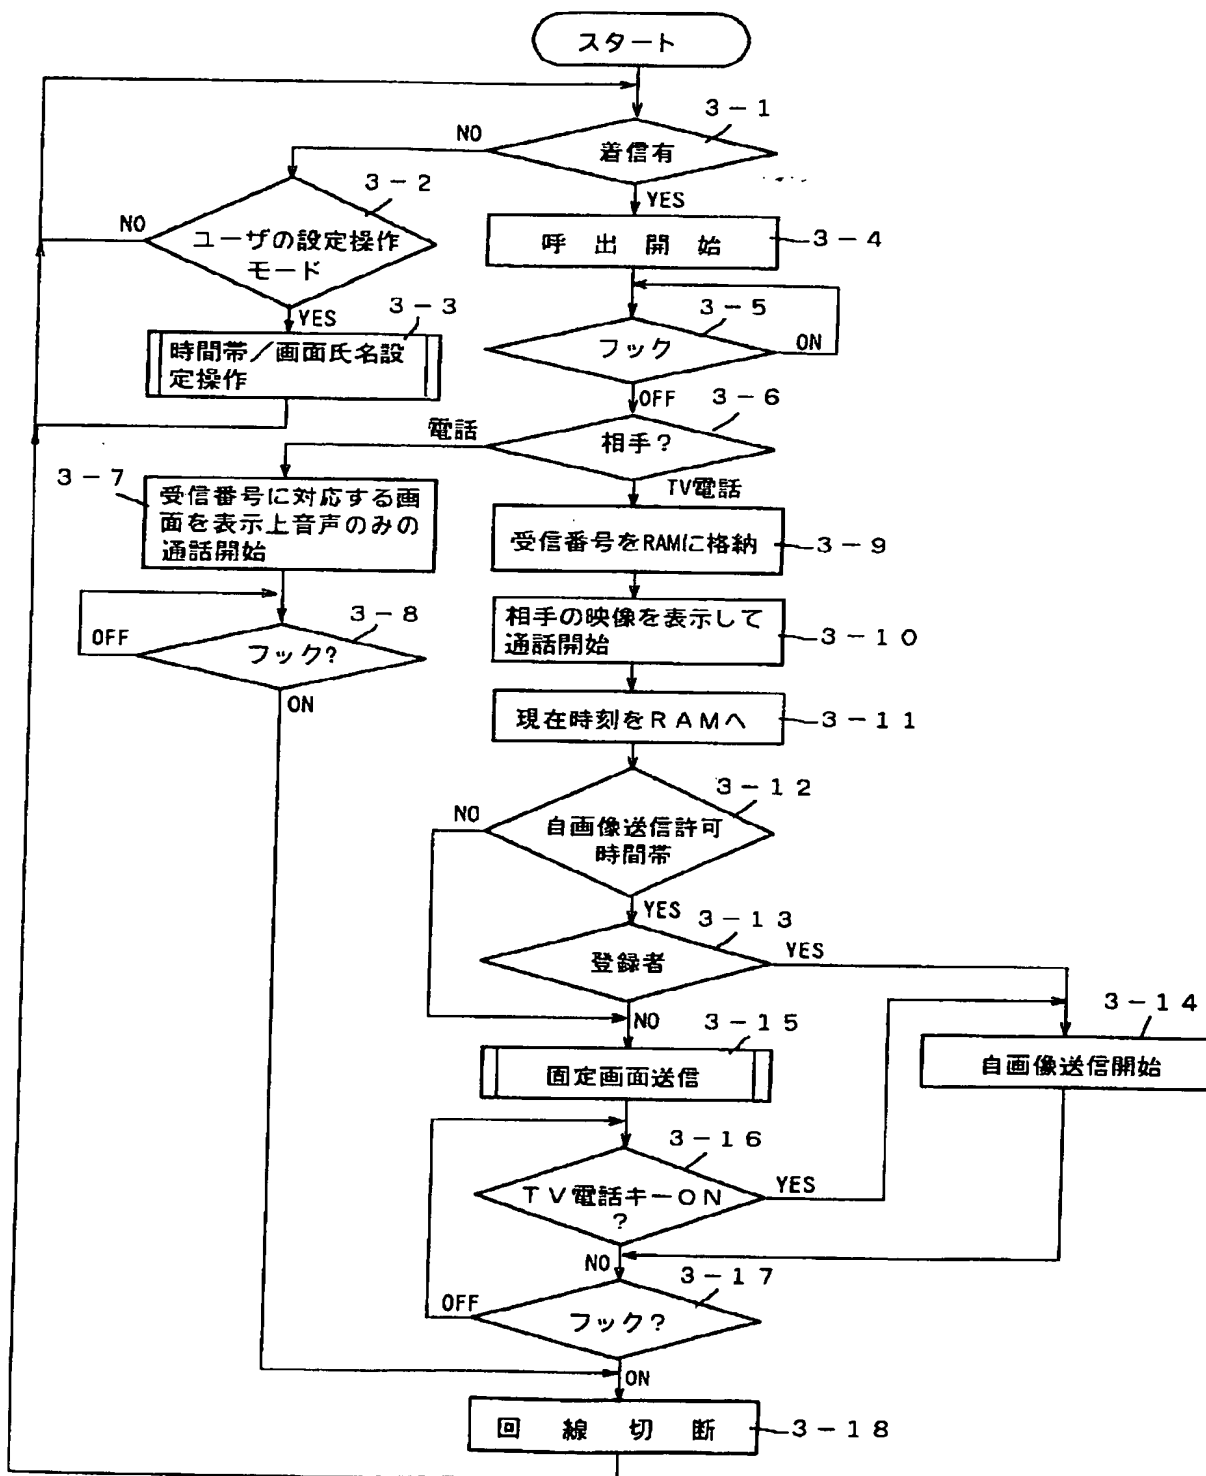 スタート
3-1
NO
着信有
3-2
YES
NO
ユーザの設定操作
モード
呼出開始
3-4
3-3
YES
3-5
時間帯／画面氏名設
定操作
フック
ON
OFF
3-6
電話
相手？
3-7
TV電話
受信番号に対応する画
面を表示上音声のみの
通話開始
受信番号をRAMに格納
3-9
相手の映像を表示して
通話開始
3-10
3-8
OFF
フック？
ON
現在時刻をRAMへ
3-11
3-12
NO
自画像送信許可
時間帯
YES
3-13
登録者
YES
NO
3-14
3-15
自画像送信開始
固定画面送信
3-16
TV電話キーON
？
YES
NO
3-17
OFF
フック？
ON
回線切断
3-18